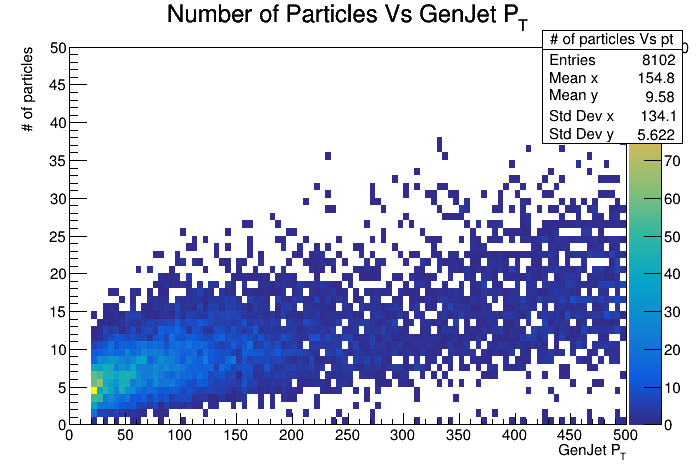 Number of Particles Vs GenJet P_T
# of particles Vs pt
Entries 8102
Mean x 154.8
Mean y 9.58
Std Dev x 134.1
Std Dev y 5.622
# of particles
50
45
40
35
30
25
20
15
10
5
0
0 50 100 150 200 250 300 350 400 450 500
GenJet P_T
70
60
50
40
30
20
10
0